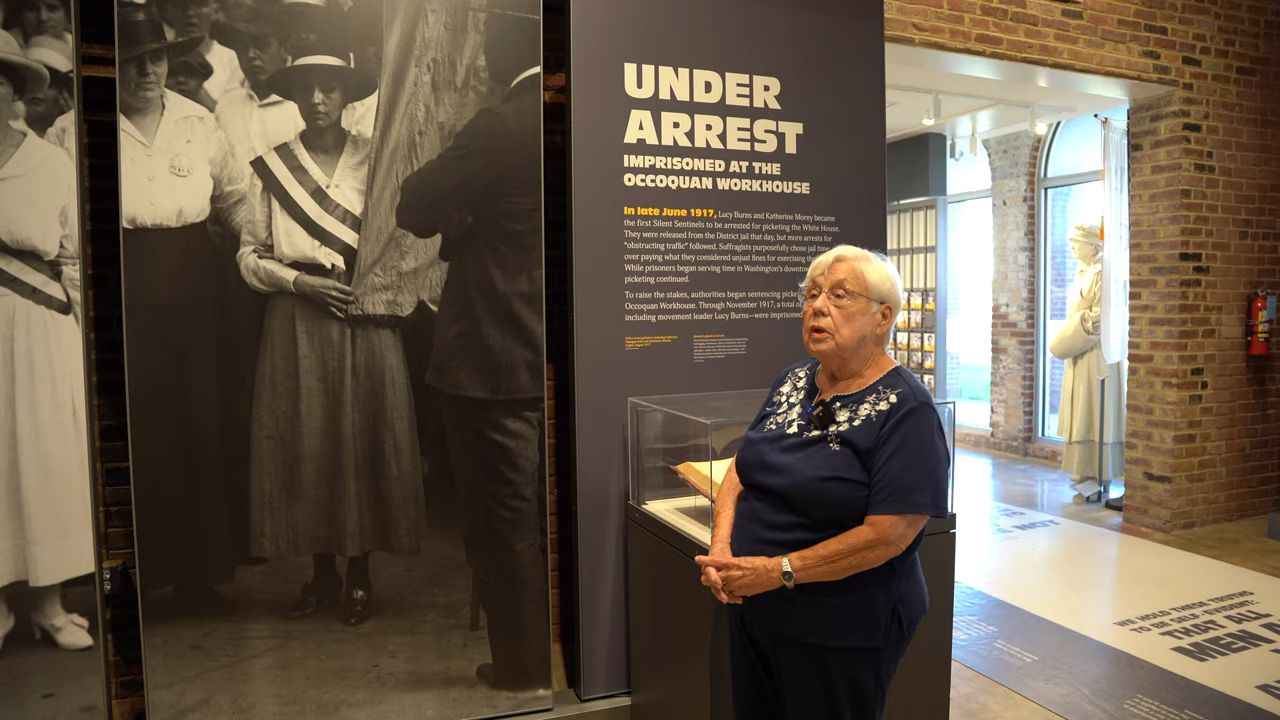 UNDER
ARREST
IMPRISONED AT THE
OCCOQUAN WORKHOUSE
In late June 1917, Lucy Burns and Katherine Morey became
the first Silent Sentinels to be arrested for picketing the White House.
They were released from the District jail that day, but more arrests for
"obstructing traffic" followed. Suffragists purposefully chose jail time
over paying what they considered unjust fines for exercising
While prisoners began serving time in Washington's
picketing continued.
To raise the stakes, authorities began sentencing
Occoquan Workhouse. Through November 1917, a total of
including movement leader Lucy Burns—were imprisoned
TO
NOT
WE HOLD THESE TRUTHS
TO BE SELF EVIDENT:
THAT ALL
MEN